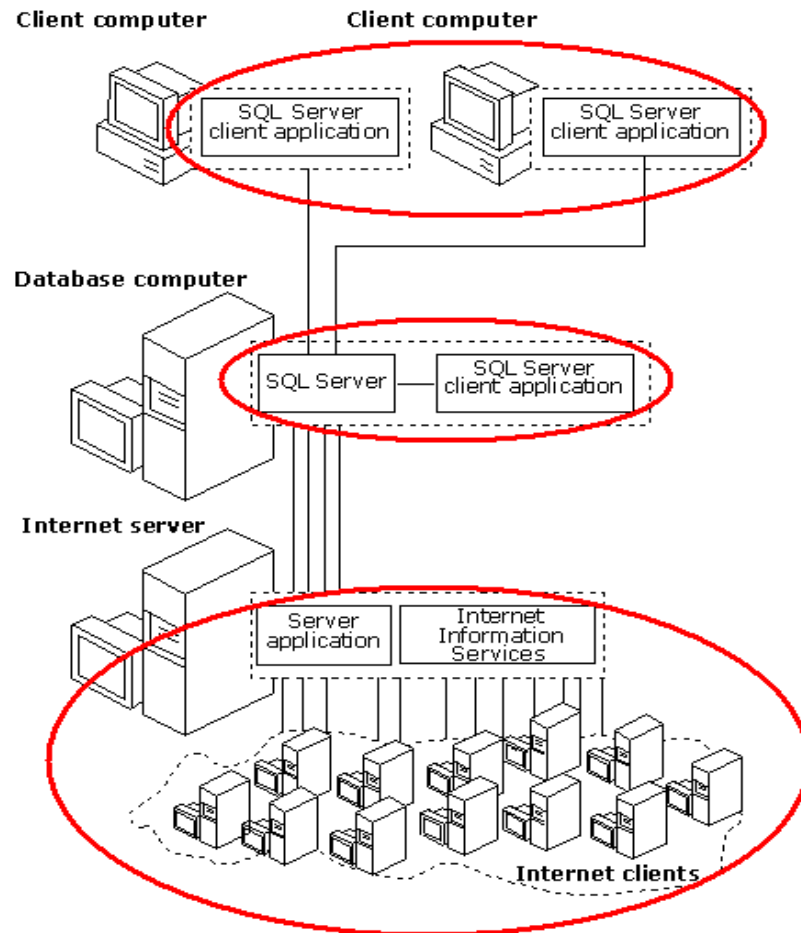 Client computer
Client computer
SQL Server
client application
SQL Server
client application
Database computer
SQL Server
SQL Server
client application
Internet server
Server
application
Internet
Information
Services
Internet clients